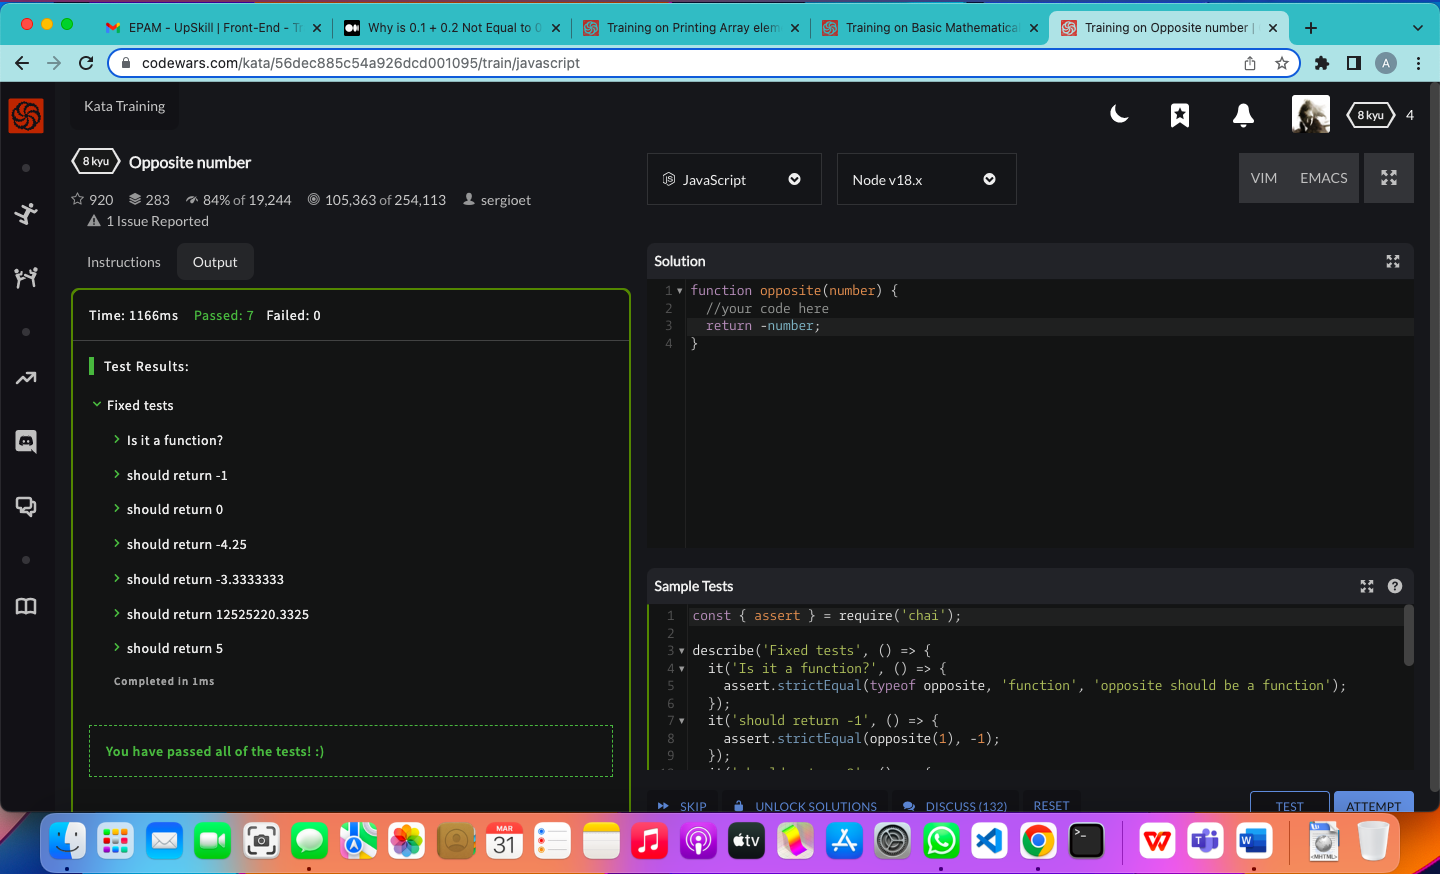 EPAM - UpSkill | Front-End - Tr
Why is 0.1 + 0.2 Not Equal to 0
Training on Printing Array elem
Training on Basic Mathematical
Training on Opposite number |
codewars.com/kata/56dec885c54a926dcd001095/train/javascript
A
Kata Training
8 kyu
4
8 kyu
Opposite number
920
283
84% of 19,244
105,363 of 254,113
sergioet
1 Issue Reported
JavaScript
Node v18.x
VIM
EMACS
Instructions
Output
Time: 1166ms
Passed: 7
Failed: 0
Test Results:
Fixed tests
Is it a function?
should return -1
should return 0
should return -4.25
should return -3.3333333
should return 12525220.3325
should return 5
Completed in 1ms
You have passed all of the tests! :)
Solution
1 function opposite(number) {
2 //your code here
3 return -number;
4 }
Sample Tests
1 const { assert } = require('chai');
2
3 describe('Fixed tests', () => {
4 it('Is it a function?', () => {
5 assert.strictEqual(typeof opposite, 'function', 'opposite should be a function');
6 });
7 it('should return -1', () => {
8 assert.strictEqual(opposite(1), -1);
9 });
SKIP
UNLOCK SOLUTIONS
DISCUSS (132)
RESET
TEST
ATTEMPT
MAR
31
tv
>_
MHTML